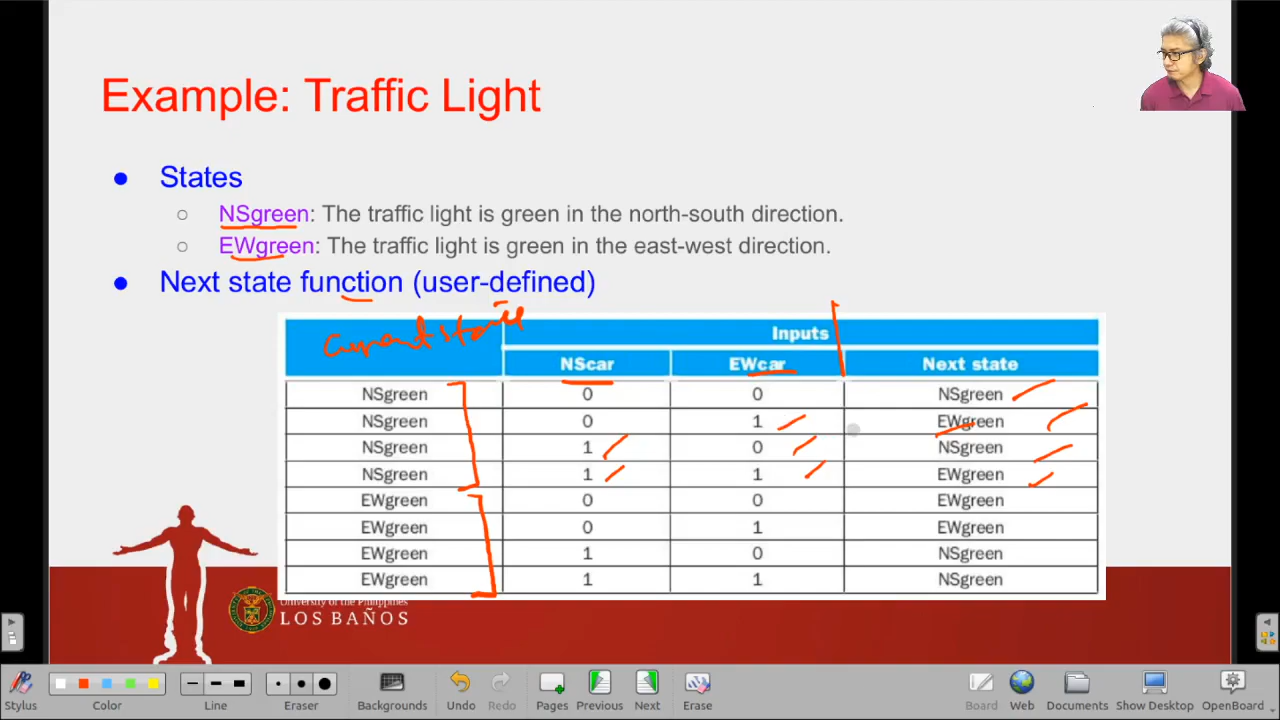 Example: Traffic Light
● States
○ NSgreen: The traffic light is green in the north-south direction.
○ EWgreen: The traffic light is green in the east-west direction.
● Next state function (user-defined)
Current state
Inputs
NScar EWcar Next state
NSgreen 0 0 NSgreen
NSgreen 0 1 EWgreen
NSgreen 1 0 NSgreen
NSgreen 1 1 EWgreen
EWgreen 0 0 EWgreen
EWgreen 0 1 EWgreen
EWgreen 1 0 NSgreen
EWgreen 1 1 NSgreen
University of the Philippines
LOS BAÑOS
Stylus Color Line Eraser Backgrounds Undo Redo Pages Previous Next Erase Board Web Documents Show Desktop OpenBoard